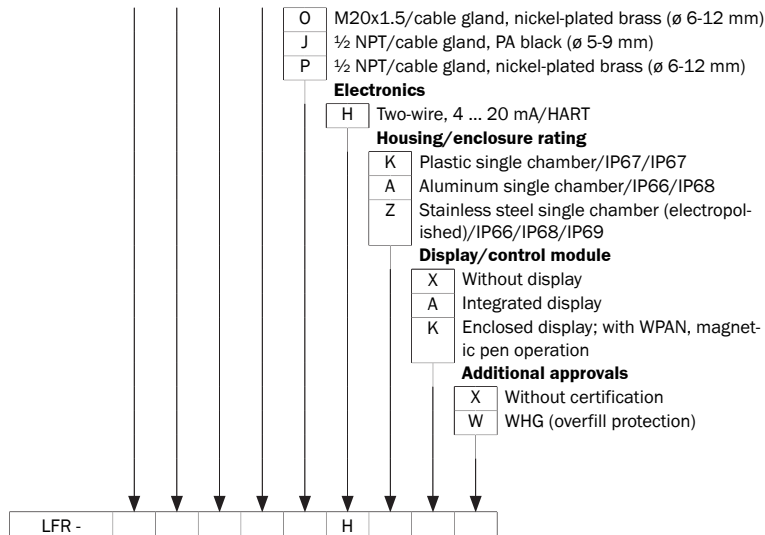 O M20x1.5/cable gland, nickel-plated brass (ø 6-12 mm)
J ½ NPT/cable gland, PA black (ø 5-9 mm)
P ½ NPT/cable gland, nickel-plated brass (ø 6-12 mm)
Electronics
H Two-wire, 4 ... 20 mA/HART
Housing/enclosure rating
K Plastic single chamber/IP67/IP67
A Aluminum single chamber/IP66/IP68
Z Stainless steel single chamber (electropol-
ished)/IP66/IP68/IP69
Display/control module
X Without display
A Integrated display
K Enclosed display; with WPAN, magnet-
ic pen operation
Additional approvals
X Without certification
W WHG (overfill protection)
LFR - H